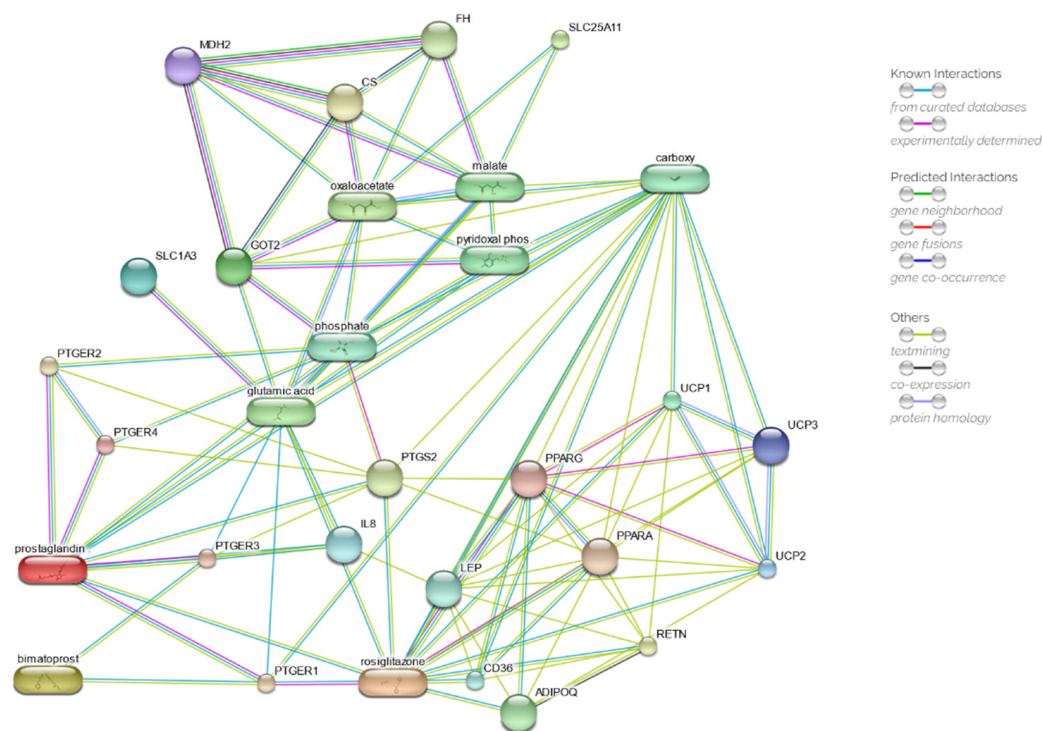 FH
SLC25A11
MDH2
CS
Known Interactions
from curated databases
experimentally determined
malate
carboxy
oxaloacetate
Predicted Interactions
gene neighborhood
gene fusions
gene co-occurrence
pyridoxal phos.
GOT2
SLC1A3
Others
textmining
co-expression
protein homology
phosphate
PTGER2
glutamic acid
UCP1
UCP3
PTGER4
PTGS2
PPARG
IL8
PPARA
prostaglandin .
PTGER3
LEP
UCP2
RETN
bimatoprost
PTGER1
rosiglitazone
CD36
ADIPOQ